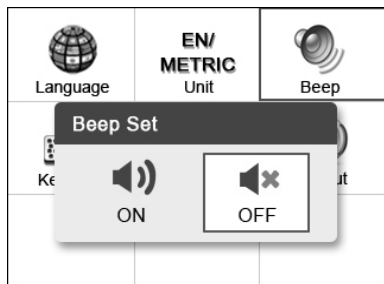 EN/
METRIC
Language
Unit
Beep
Beep Set
ON
OFF